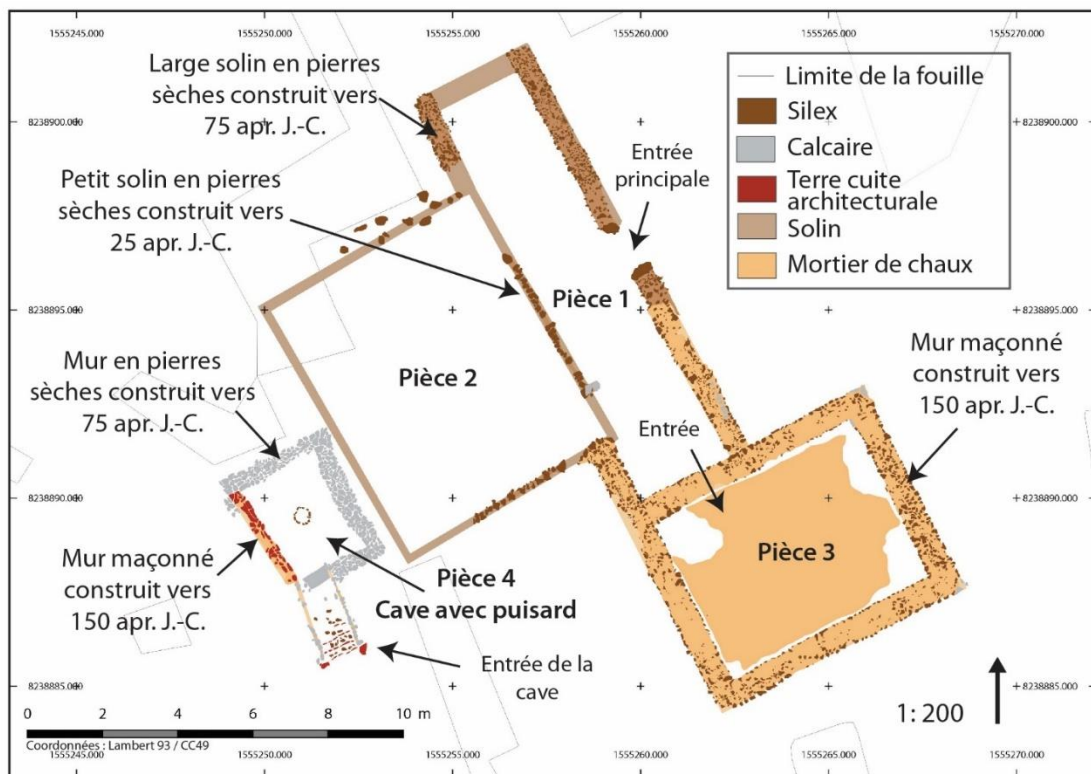 1555245.000
1555250.000
1555255.000
1555260.000
1555265.000
1555270.000
Large solin en pierres
sèches construit vers
75 apr. J.-C.
Limite de la fouille
Silex
Calcaire
Terre cuite
architecturale
Solin
Mortier de chaux
8238900.000
8238900.000
Entrée
principale
Petit solin en pierres
sèches construit vers
25 apr. J.-C.
Pièce 1
8238895.000
8238895.000
Mur en pierres
sèches construit vers
75 apr. J.-C.
Pièce 2
Mur maçonné
construit vers
150 apr. J.-C.
Entrée
8238890.000
8238890.000
Pièce 3
Mur maçonné
construit vers
150 apr. J.-C.
Pièce 4
Cave avec puisard
Entrée de la
cave
8238885.000
8238885.000
0 2 4 6 8 10 m
1: 200
Coordonnées : Lambert 93 / CC49
1555245.000
1555250.000
1555255.000
1555260.000
1555265.000
1555270.000